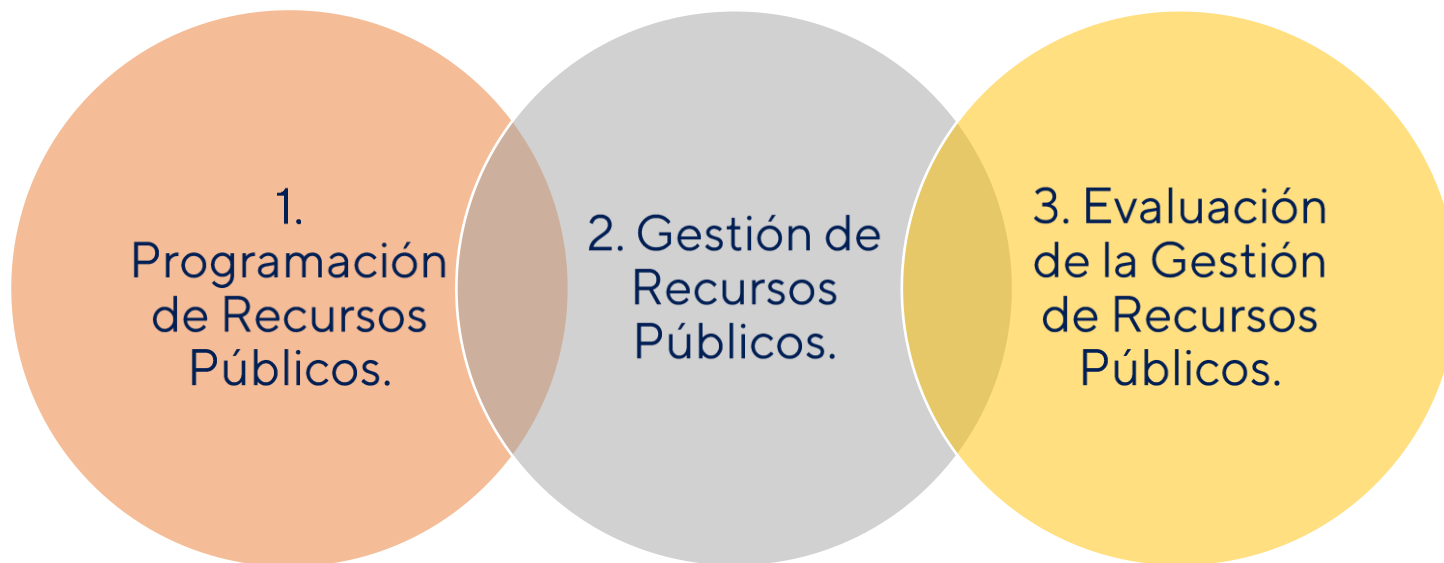 1.
Programación
de Recursos
Públicos.
2. Gestión de
Recursos
Públicos.
3. Evaluación
de la Gestión
de Recursos
Públicos.